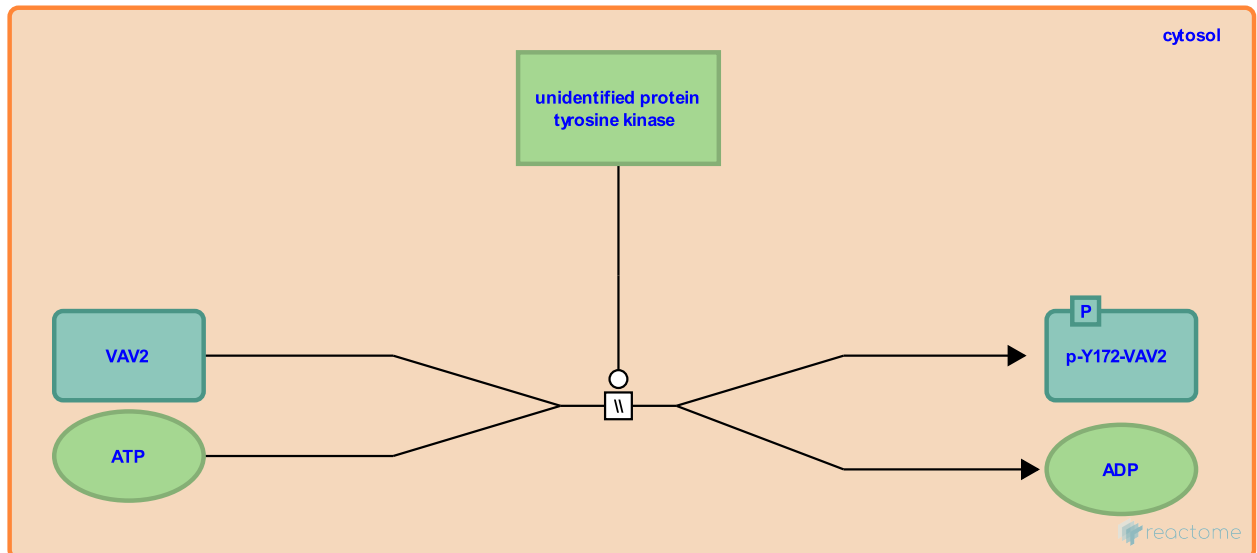 cytosol
unidentified protein
tyrosine kinase
P
VAV2
p-Y172-VAV2
\\
ATP
ADP
reactome